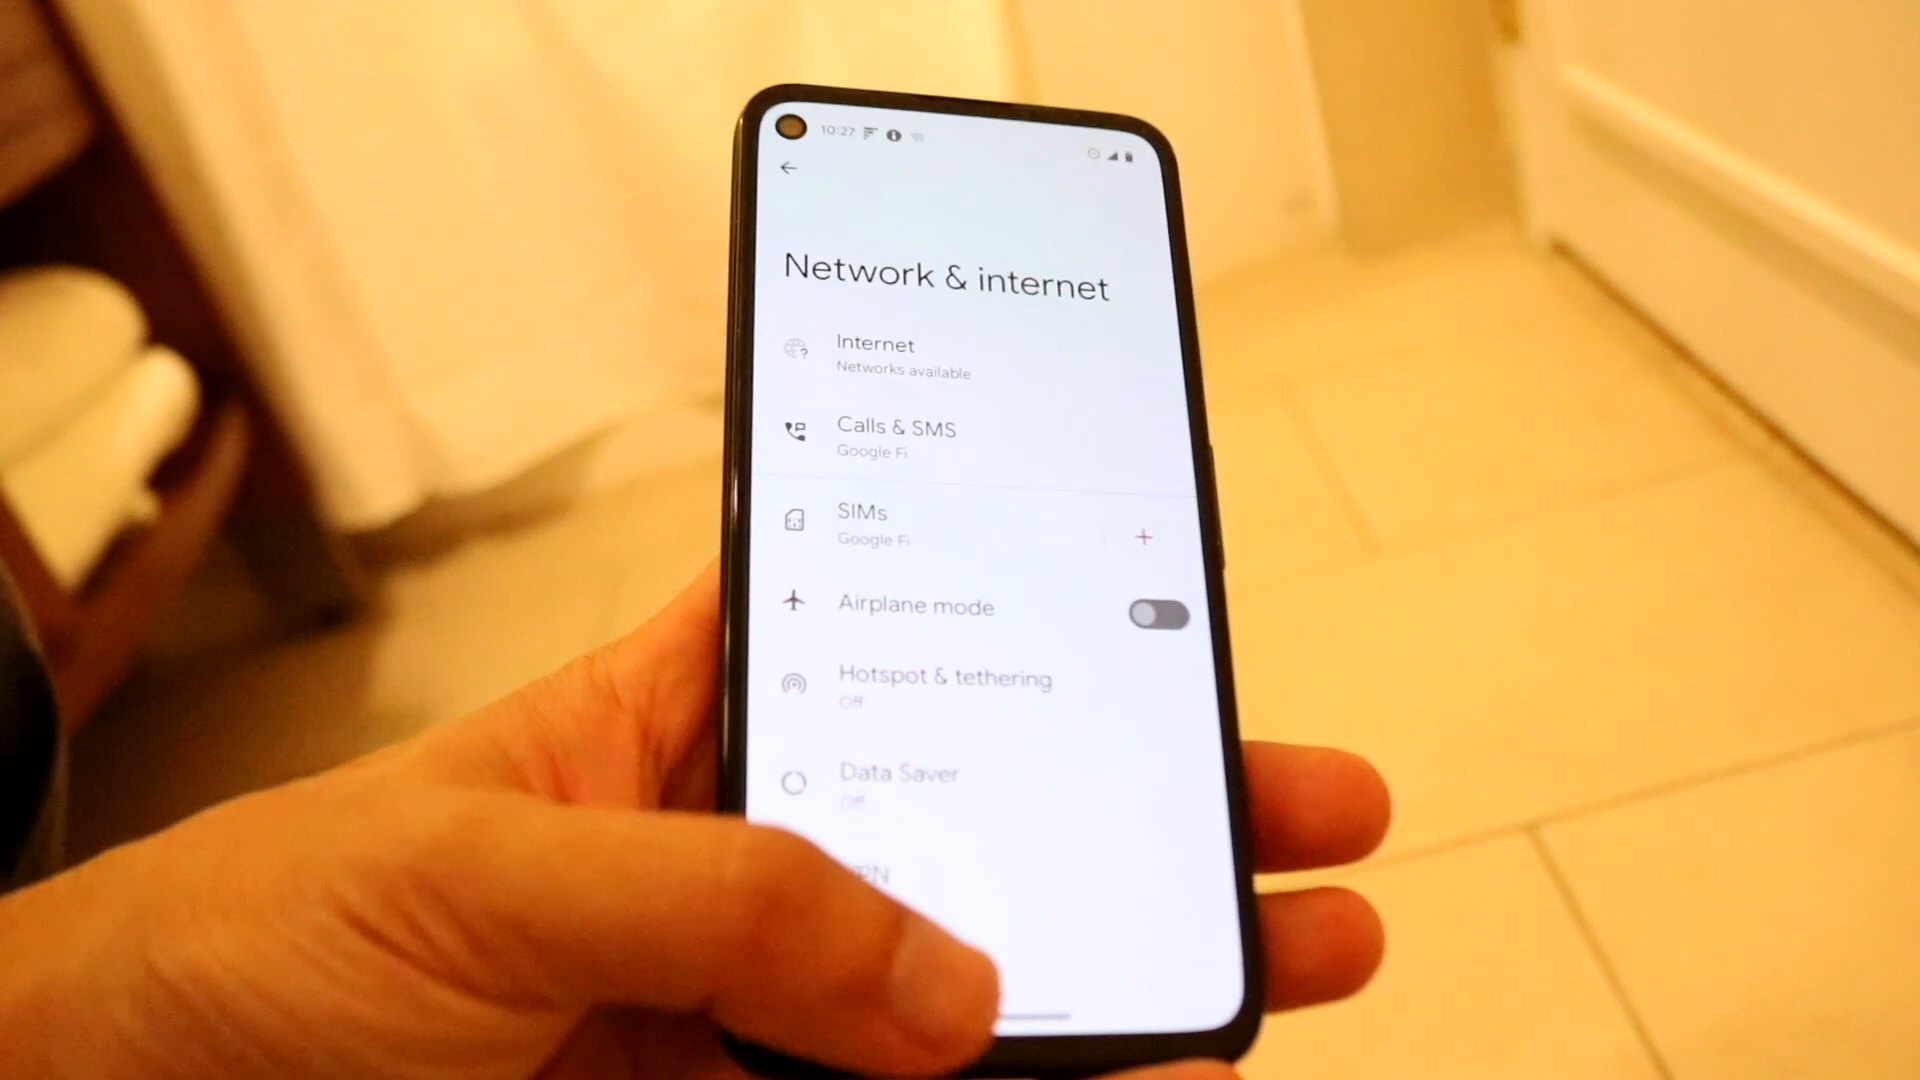 10:27
Network & internet
Internet
Networks available
Calls & SMS
Google Fi
SIMs
Google Fi
Airplane mode
Hotspot & tethering
Off
Data Saver
Off